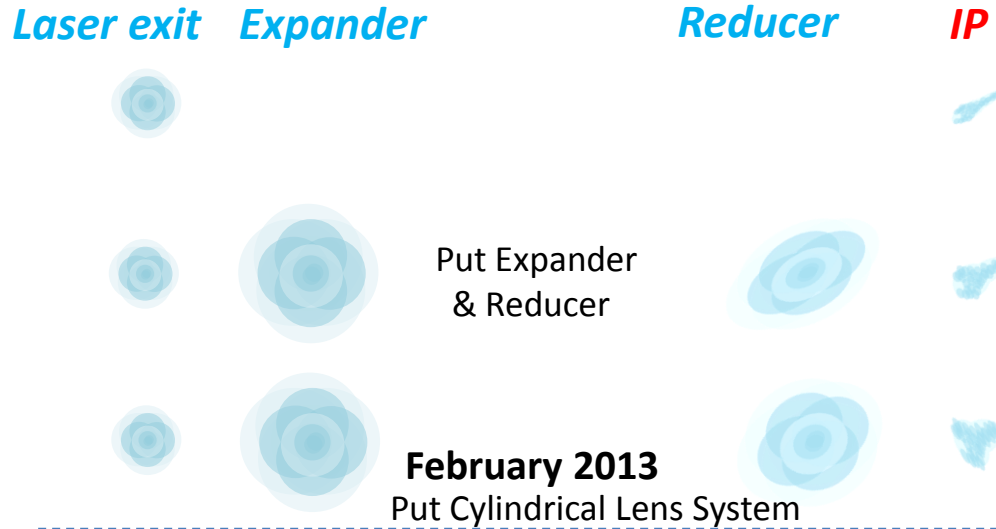 Laser exit Expander Reducer IP
Put Expander
& Reducer
February 2013
Put Cylindrical Lens System